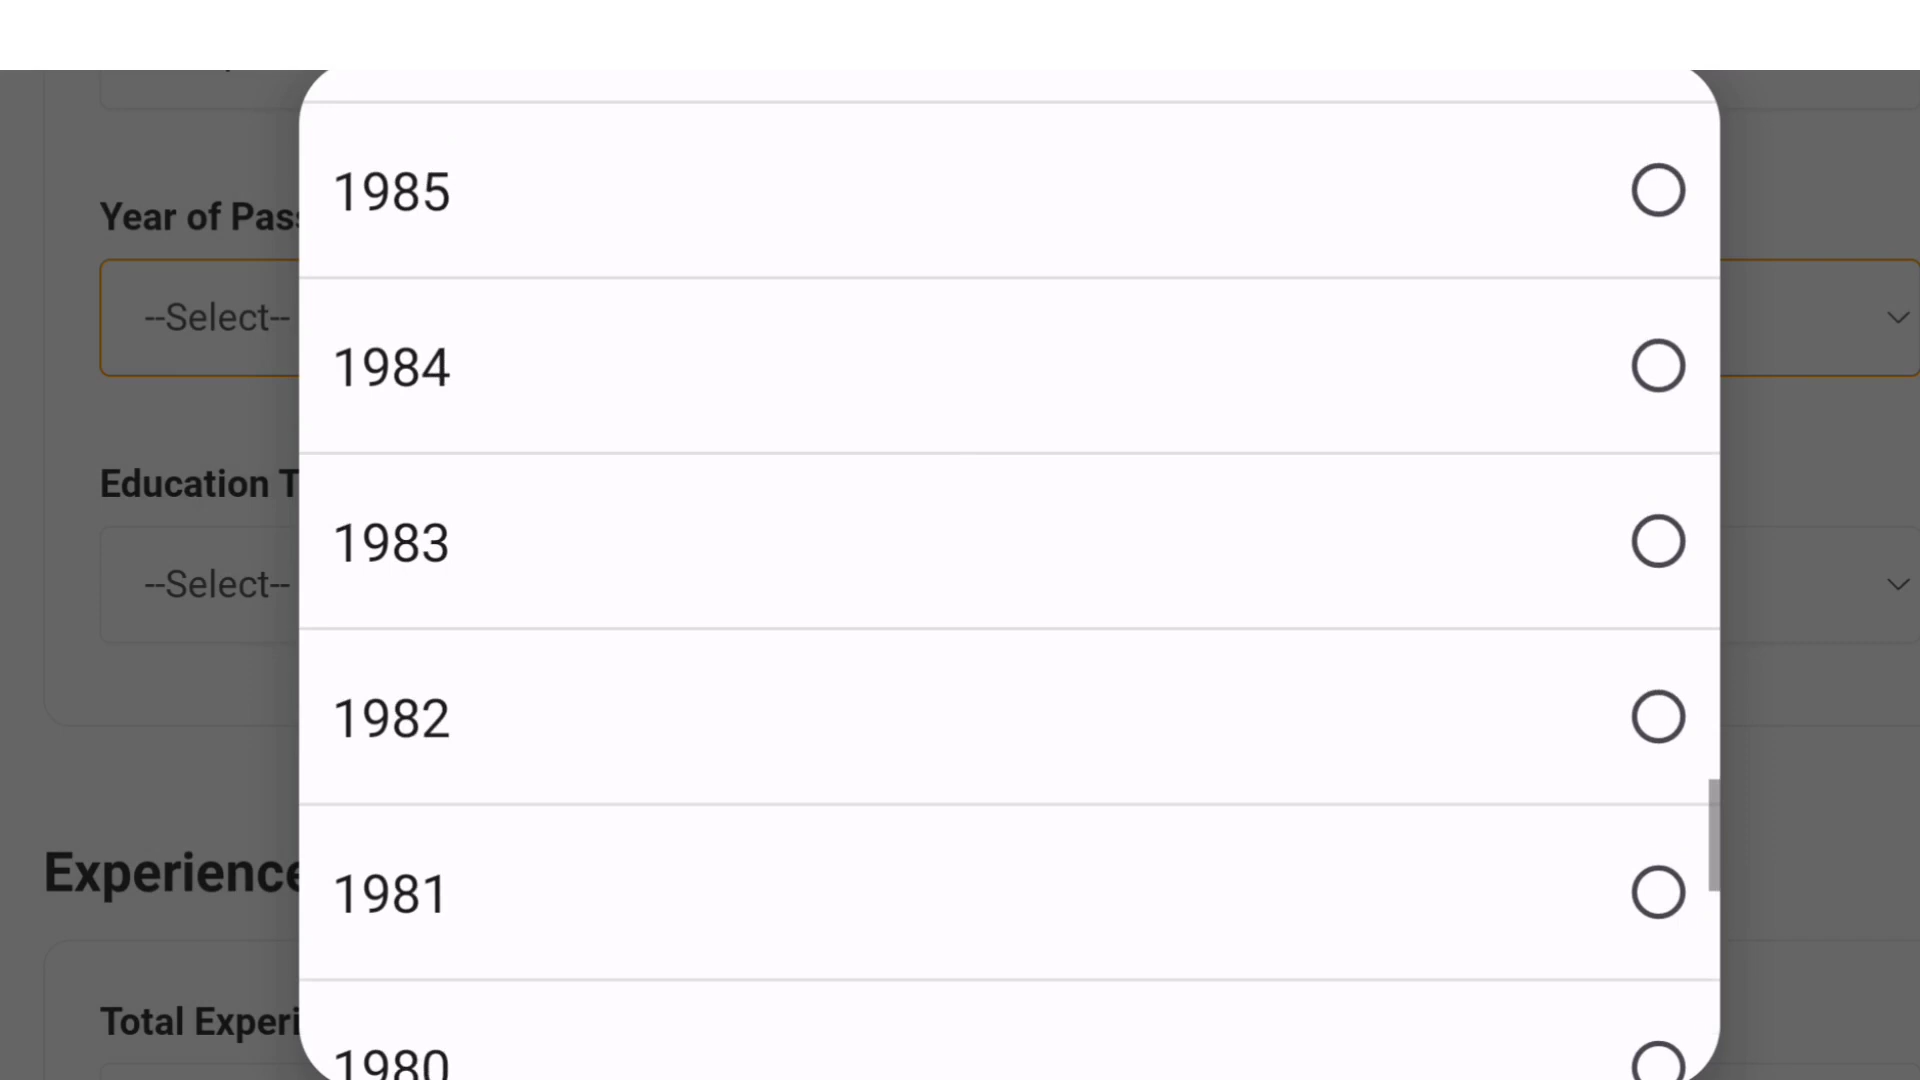 1985
Year of Pas
--Select--
1984
1983
Education T
--Select--
1982
1981
Experience
Total Experi
1980